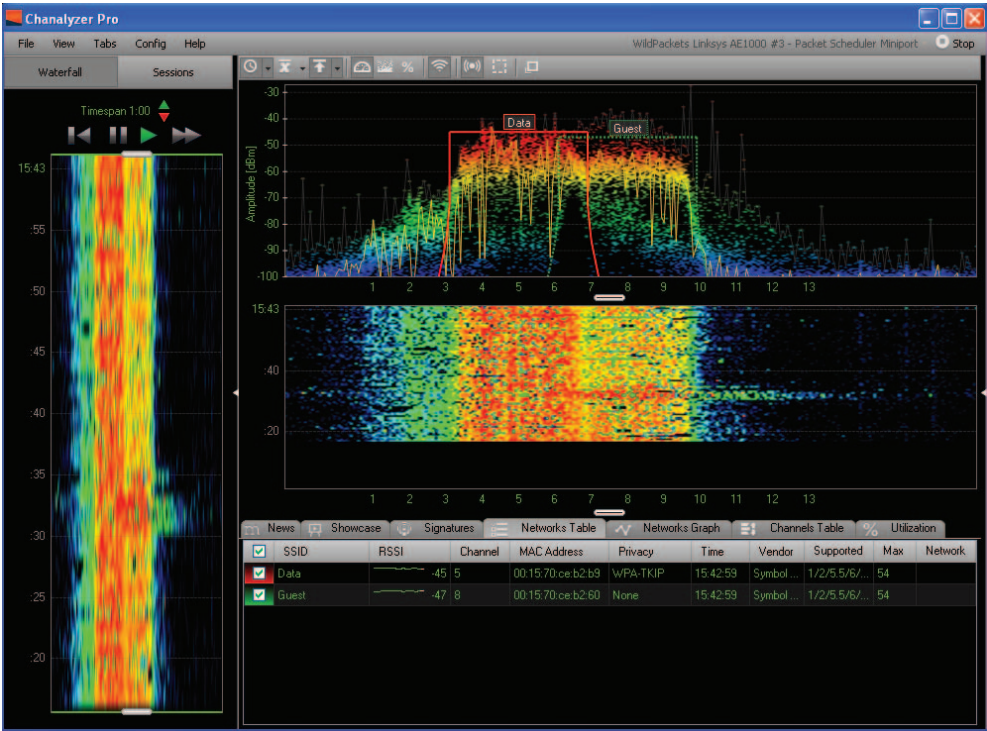 Chanalyzer Pro
File View Tabs Config Help
WildPackets Linksys AE1000 #3 - Packet Scheduler Miniport Stop
Waterfall Sessions
Timespan 1:00
15:43
:55
:50
:45
:40
:35
:30
:25
:20
%
Amplitude [dBm]
-30
-40
-50
-60
-70
-80
-90
-100
Data
Guest
1 2 3 4 5 6 7 8 9 10 11 12 13
15:43
:40
:20
1 2 3 4 5 6 7 8 9 10 11 12 13
News Showcase Signatures Networks Table Networks Graph Channels Table % Utilization
SSID RSSI Channel MAC Address Privacy Time Vendor Supported Max Network
Data -45 5 00:15:70:ce:b2:b9 WPA-TKIP 15:42:59 Symbol ... 1/2/5.5/6/... 54
Guest -47 8 00:15:70:ce:b2:60 None 15:42:59 Symbol ... 1/2/5.5/6/... 54